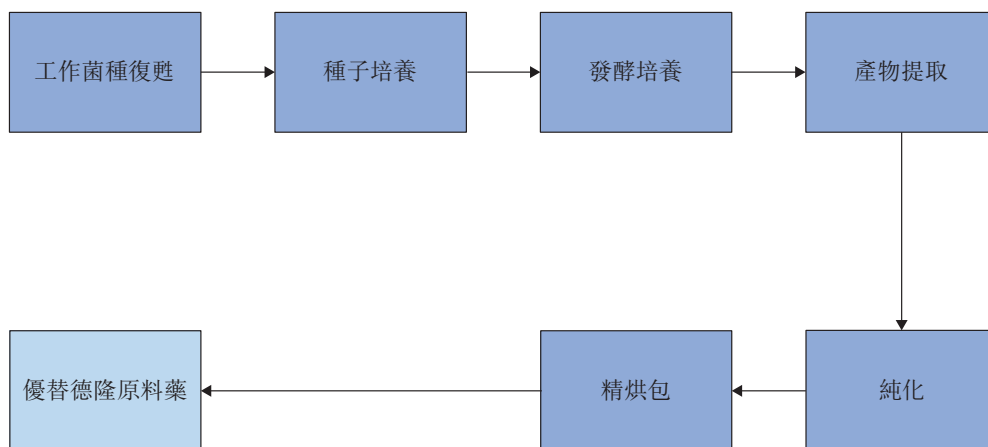 工作菌種復甦
種子培養
發酵培養
產物提取
純化
精烘包
優替德隆原料藥